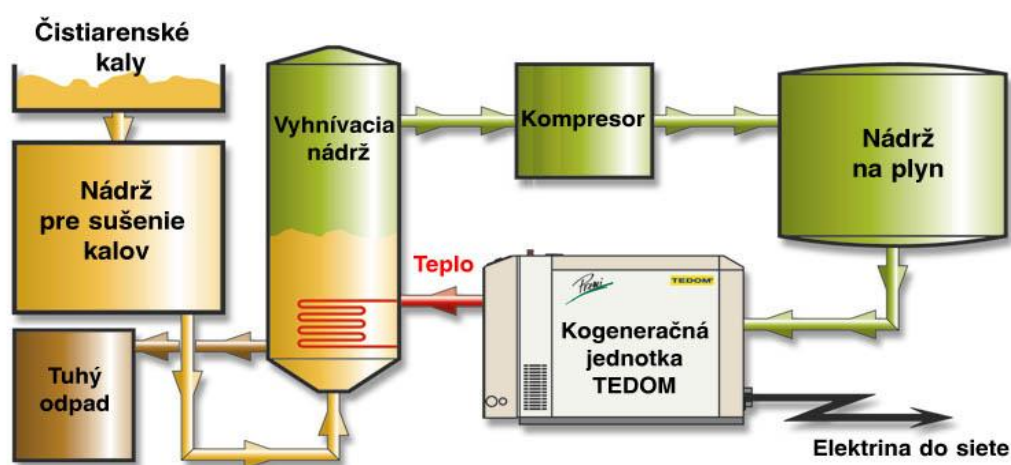 Čistiarenské
kaly
Nádrž
pre sušenie
kalov
Tuhý
odpad
Vyhnívacia
nádrž
Kompresor
Nádrž
na plyn
Teplo
Premi
TEDOM
Kogeneračná
jednotka
TEDOM
Elektrina do siete